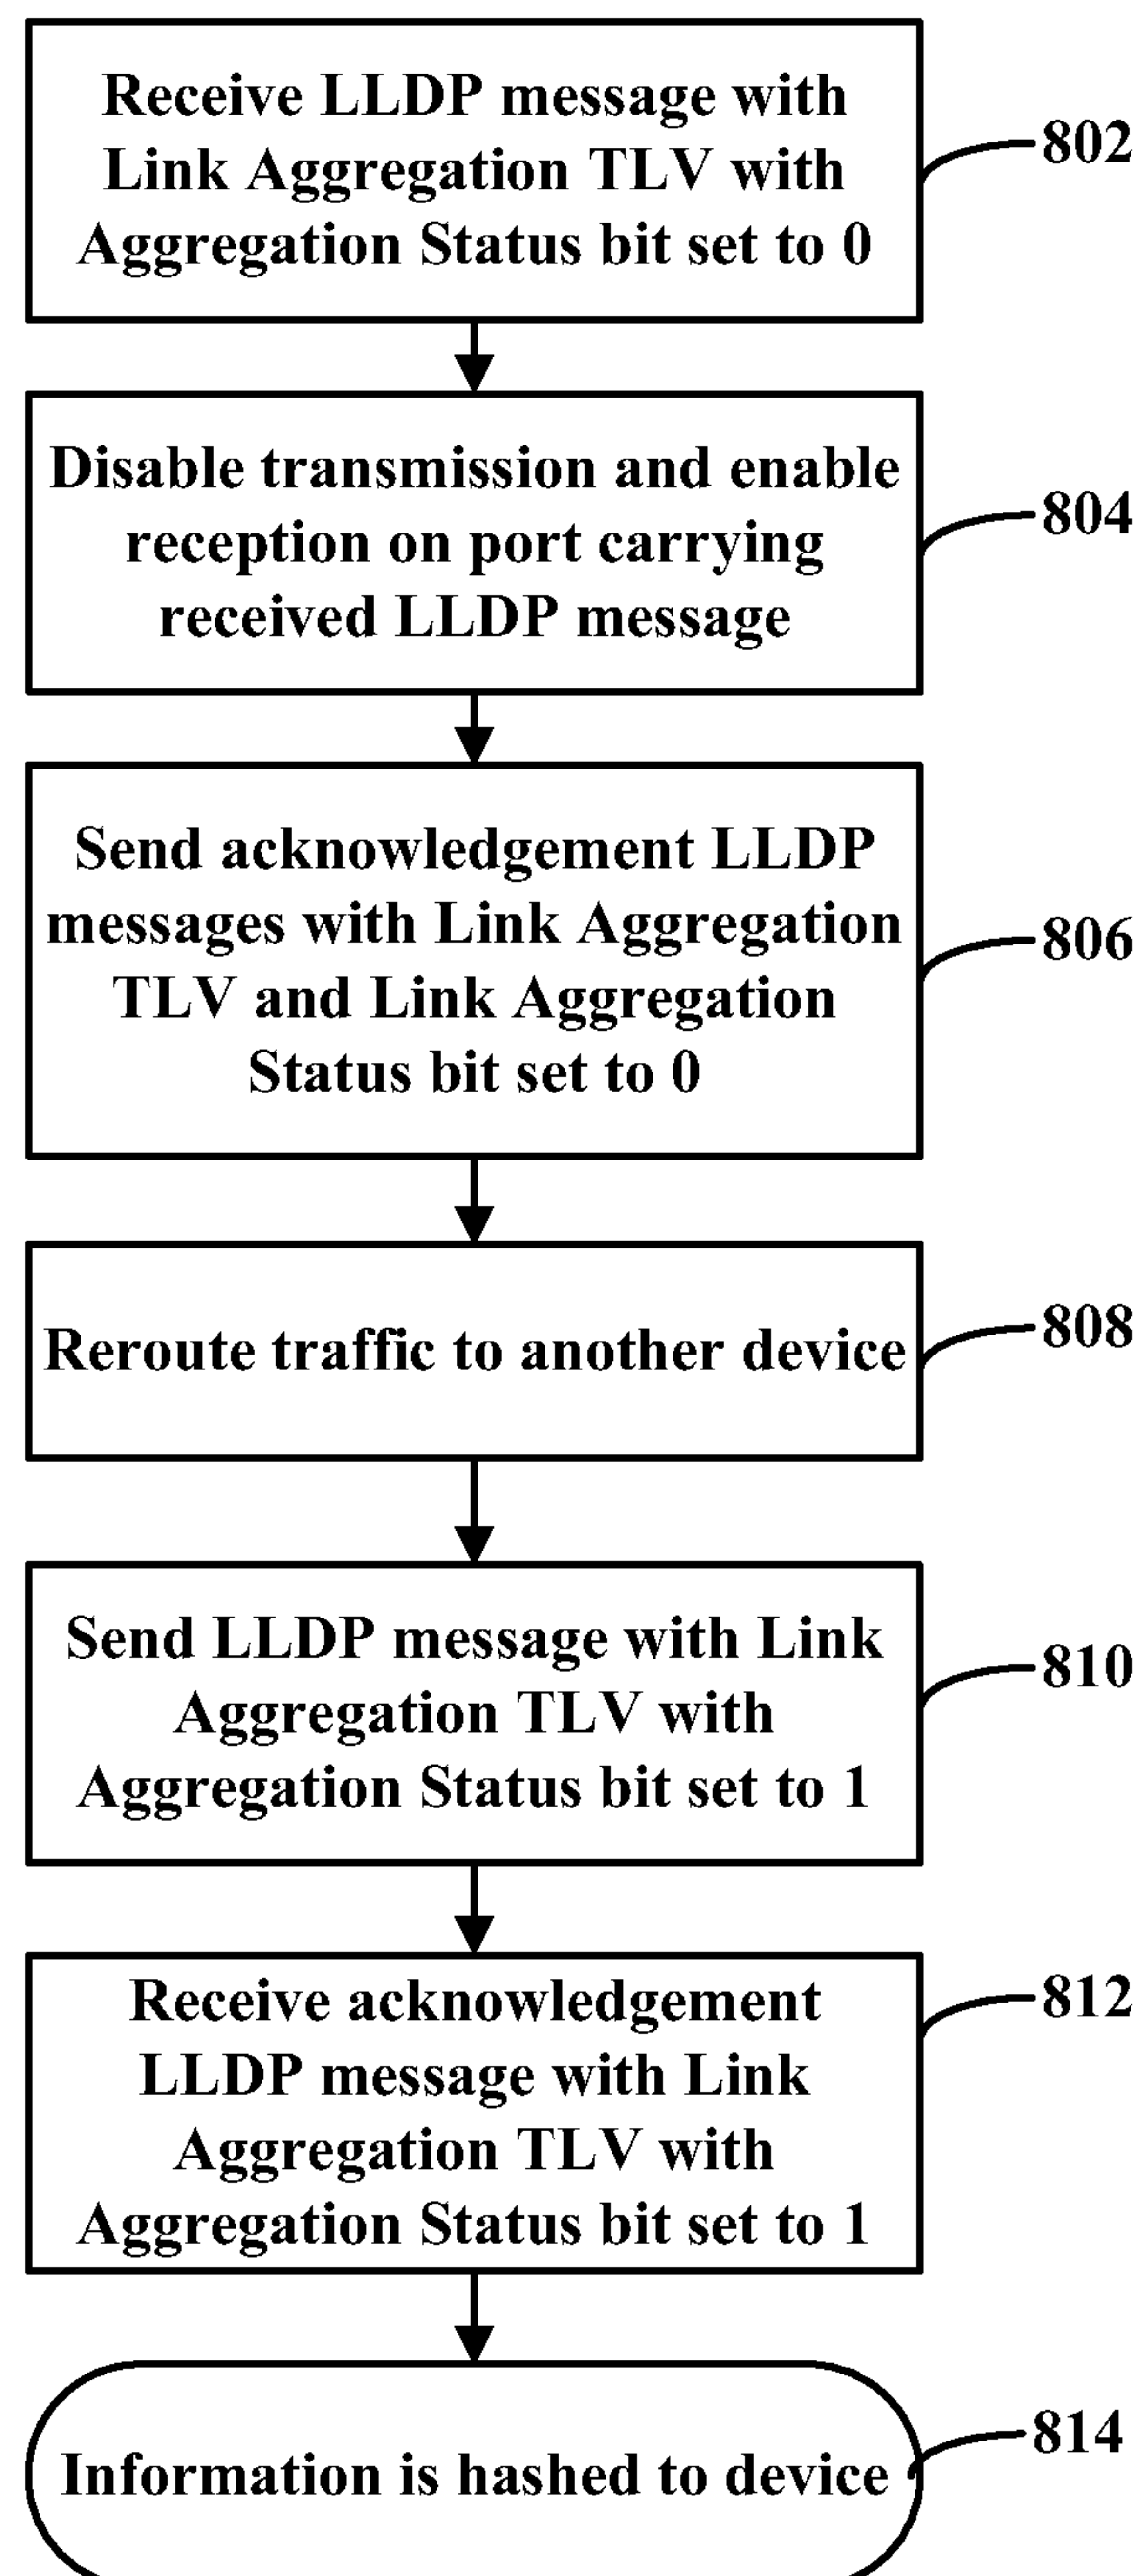 Receive LLDP message with
Link Aggregation TLV with
Aggregation Status bit set to 0
802
Disable transmission and enable
reception on port carrying
received LLDP message
804
Send acknowledgement LLDP
messages with Link Aggregation
TLV and Link Aggregation
Status bit set to 0
806
Reroute traffic to another device
808
Send LLDP message with Link
Aggregation TLV with
Aggregation Status bit set to 1
810
Receive acknowledgement
LLDP message with Link
Aggregation TLV with
Aggregation Status bit set to 1
812
Information is hashed to device
814